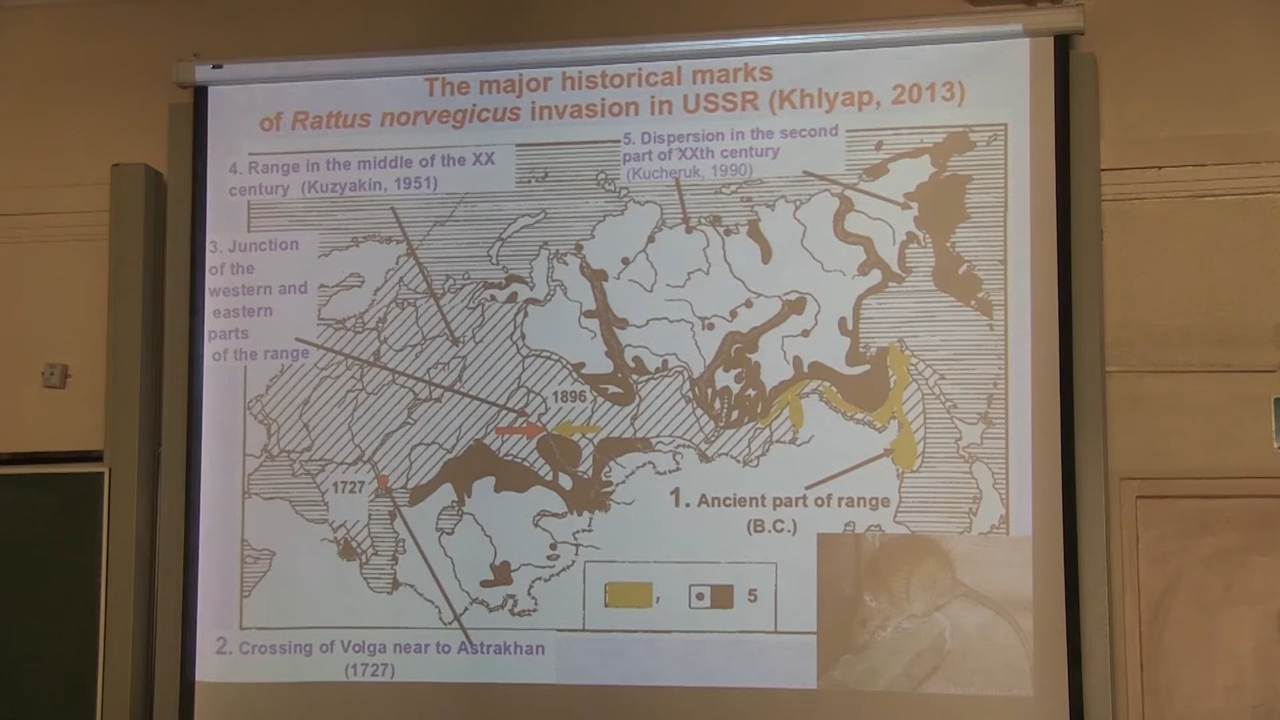 The major historical marks
of Rattus norvegicus invasion in USSR (Khlyap, 2013)
4. Range in the middle of the XX
century (Kuzyakin, 1951)
5. Dispersion in the second
part of XXth century
(Kucheruk, 1990)
3. Junction
of the
western and
eastern
parts
of the range
1896
1727
1. Ancient part of range
(B.C.)
, 5
2. Crossing of Volga near to Astrakhan
(1727)